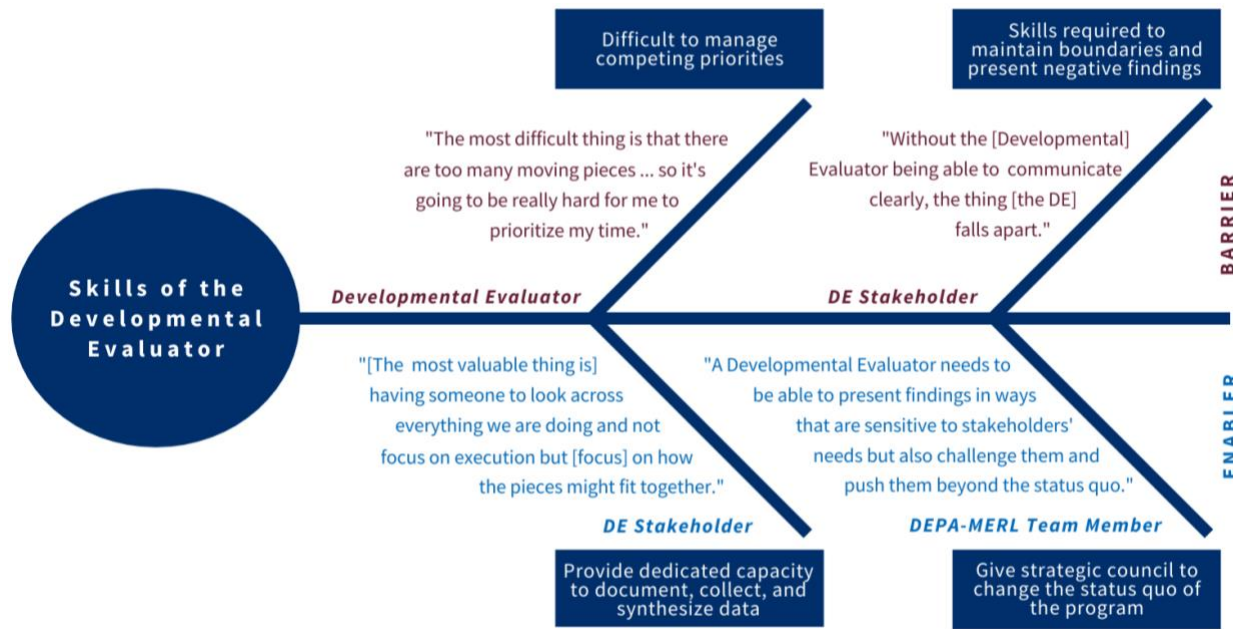 Difficult to manage
competing priorities
Skills required to
maintain boundaries and
present negative findings
"The most difficult thing is that there
are too many moving pieces ... so it's
going to be really hard for me to
prioritize my time."
Developmental Evaluator
"Without the [Developmental]
Evaluator being able to communicate
clearly, the thing [the DE]
falls apart."
DE Stakeholder
BARRIER
Skills of the
Developmental
Evaluator
"[The most valuable thing is]
having someone to look across
everything we are doing and not
focus on execution but [focus] on how
the pieces might fit together."
DE Stakeholder
"A Developmental Evaluator needs to
be able to present findings in ways
that are sensitive to stakeholders'
needs but also challenge them and
push them beyond the status quo."
DEPA-MERL Team Member
ENABLER
Provide dedicated capacity
to document, collect, and
synthesize data
Give strategic council to
change the status quo of
the program